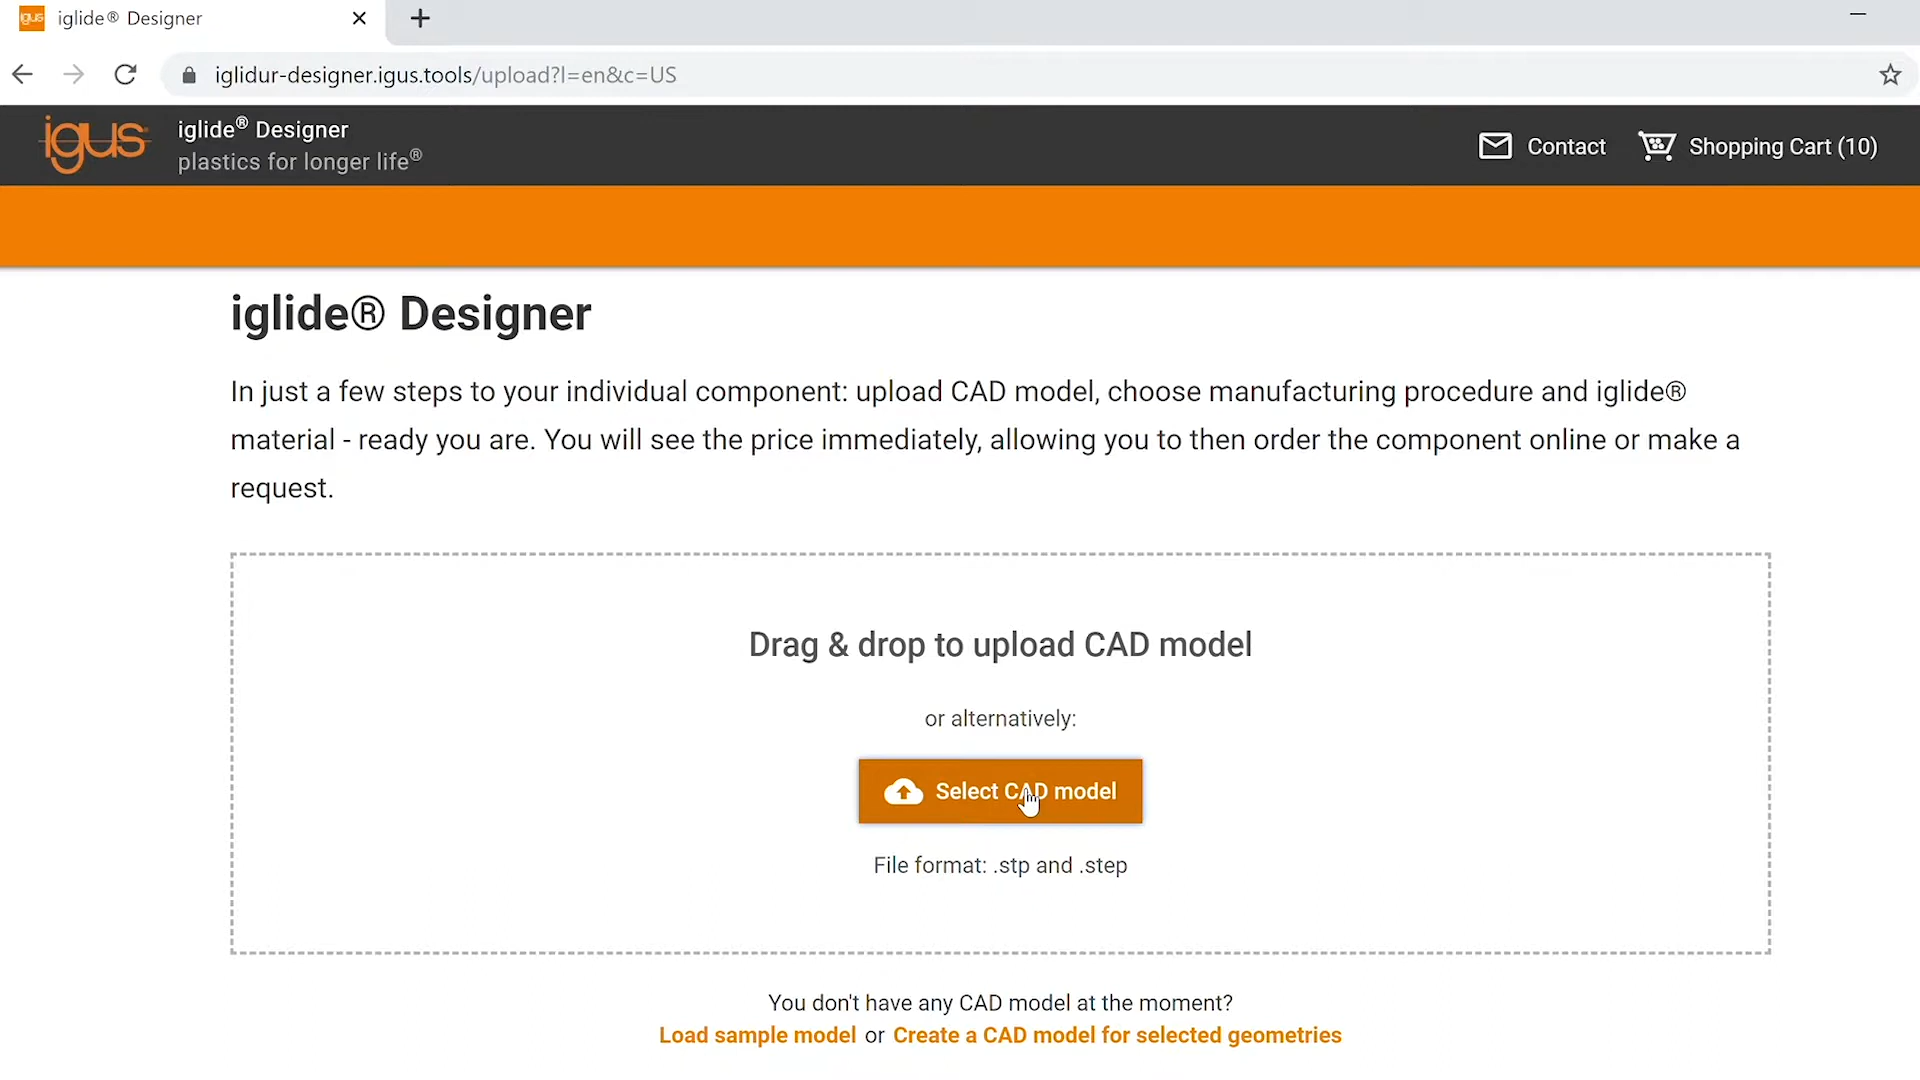 igus iglide® Designer
iglidur-designer.igus.tools/upload?l=en&c=US
igus
iglide® Designer
plastics for longer life®
Contact
Shopping Cart (10)
iglide® Designer
In just a few steps to your individual component: upload CAD model, choose manufacturing procedure and iglide®
material - ready you are. You will see the price immediately, allowing you to then order the component online or make a
request.
Drag & drop to upload CAD model
or alternatively:
Select CAD model
File format: .stp and .step
You don't have any CAD model at the moment?
Load sample model or Create a CAD model for selected geometries